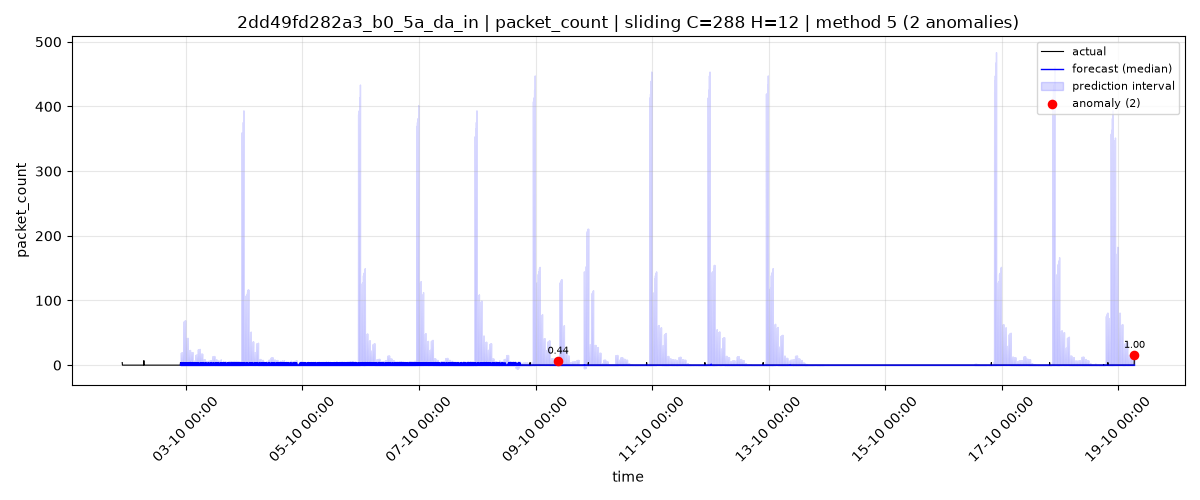 2dd49fd282a3_b0_5a_da_in | packet_count | sliding C=288 H=12 | method 5 (2 anomalies)
actual
forecast (median)
prediction interval
anomaly (2)
packet_count
500
400
300
200
100
0
0.44
1.00
03-10 00:00
05-10 00:00
07-10 00:00
09-10 00:00
11-10 00:00
13-10 00:00
15-10 00:00
17-10 00:00
19-10 00:00
time